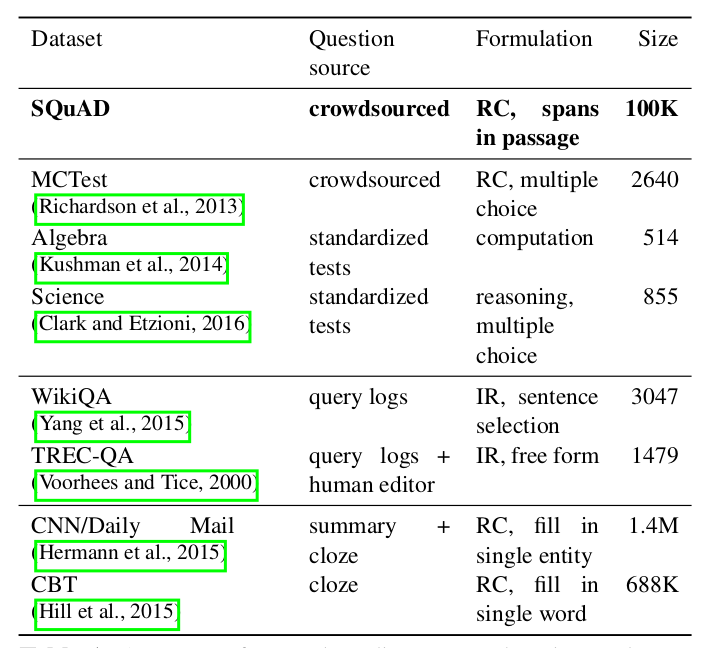 Dataset Question Formulation Size
source
SQuAD crowdsourced RC, spans 100K
in passage
MCTest crowdsourced RC, multiple 2640
(Richardson et al., 2013) choice
Algebra standardized computation 514
(Kushman et al., 2014) tests
Science standardized reasoning, 855
(Clark and Etzioni, 2016) tests multiple
choice
WikiQA query logs IR, sentence 3047
(Yang et al., 2015) selection
TREC-QA query logs + IR, free form 1479
(Voorhees and Tice, 2000) human editor
CNN/Daily Mail summary + RC, fill in 1.4M
(Hermann et al., 2015) cloze single entity
CBT cloze RC, fill in 688K
(Hill et al., 2015) single word